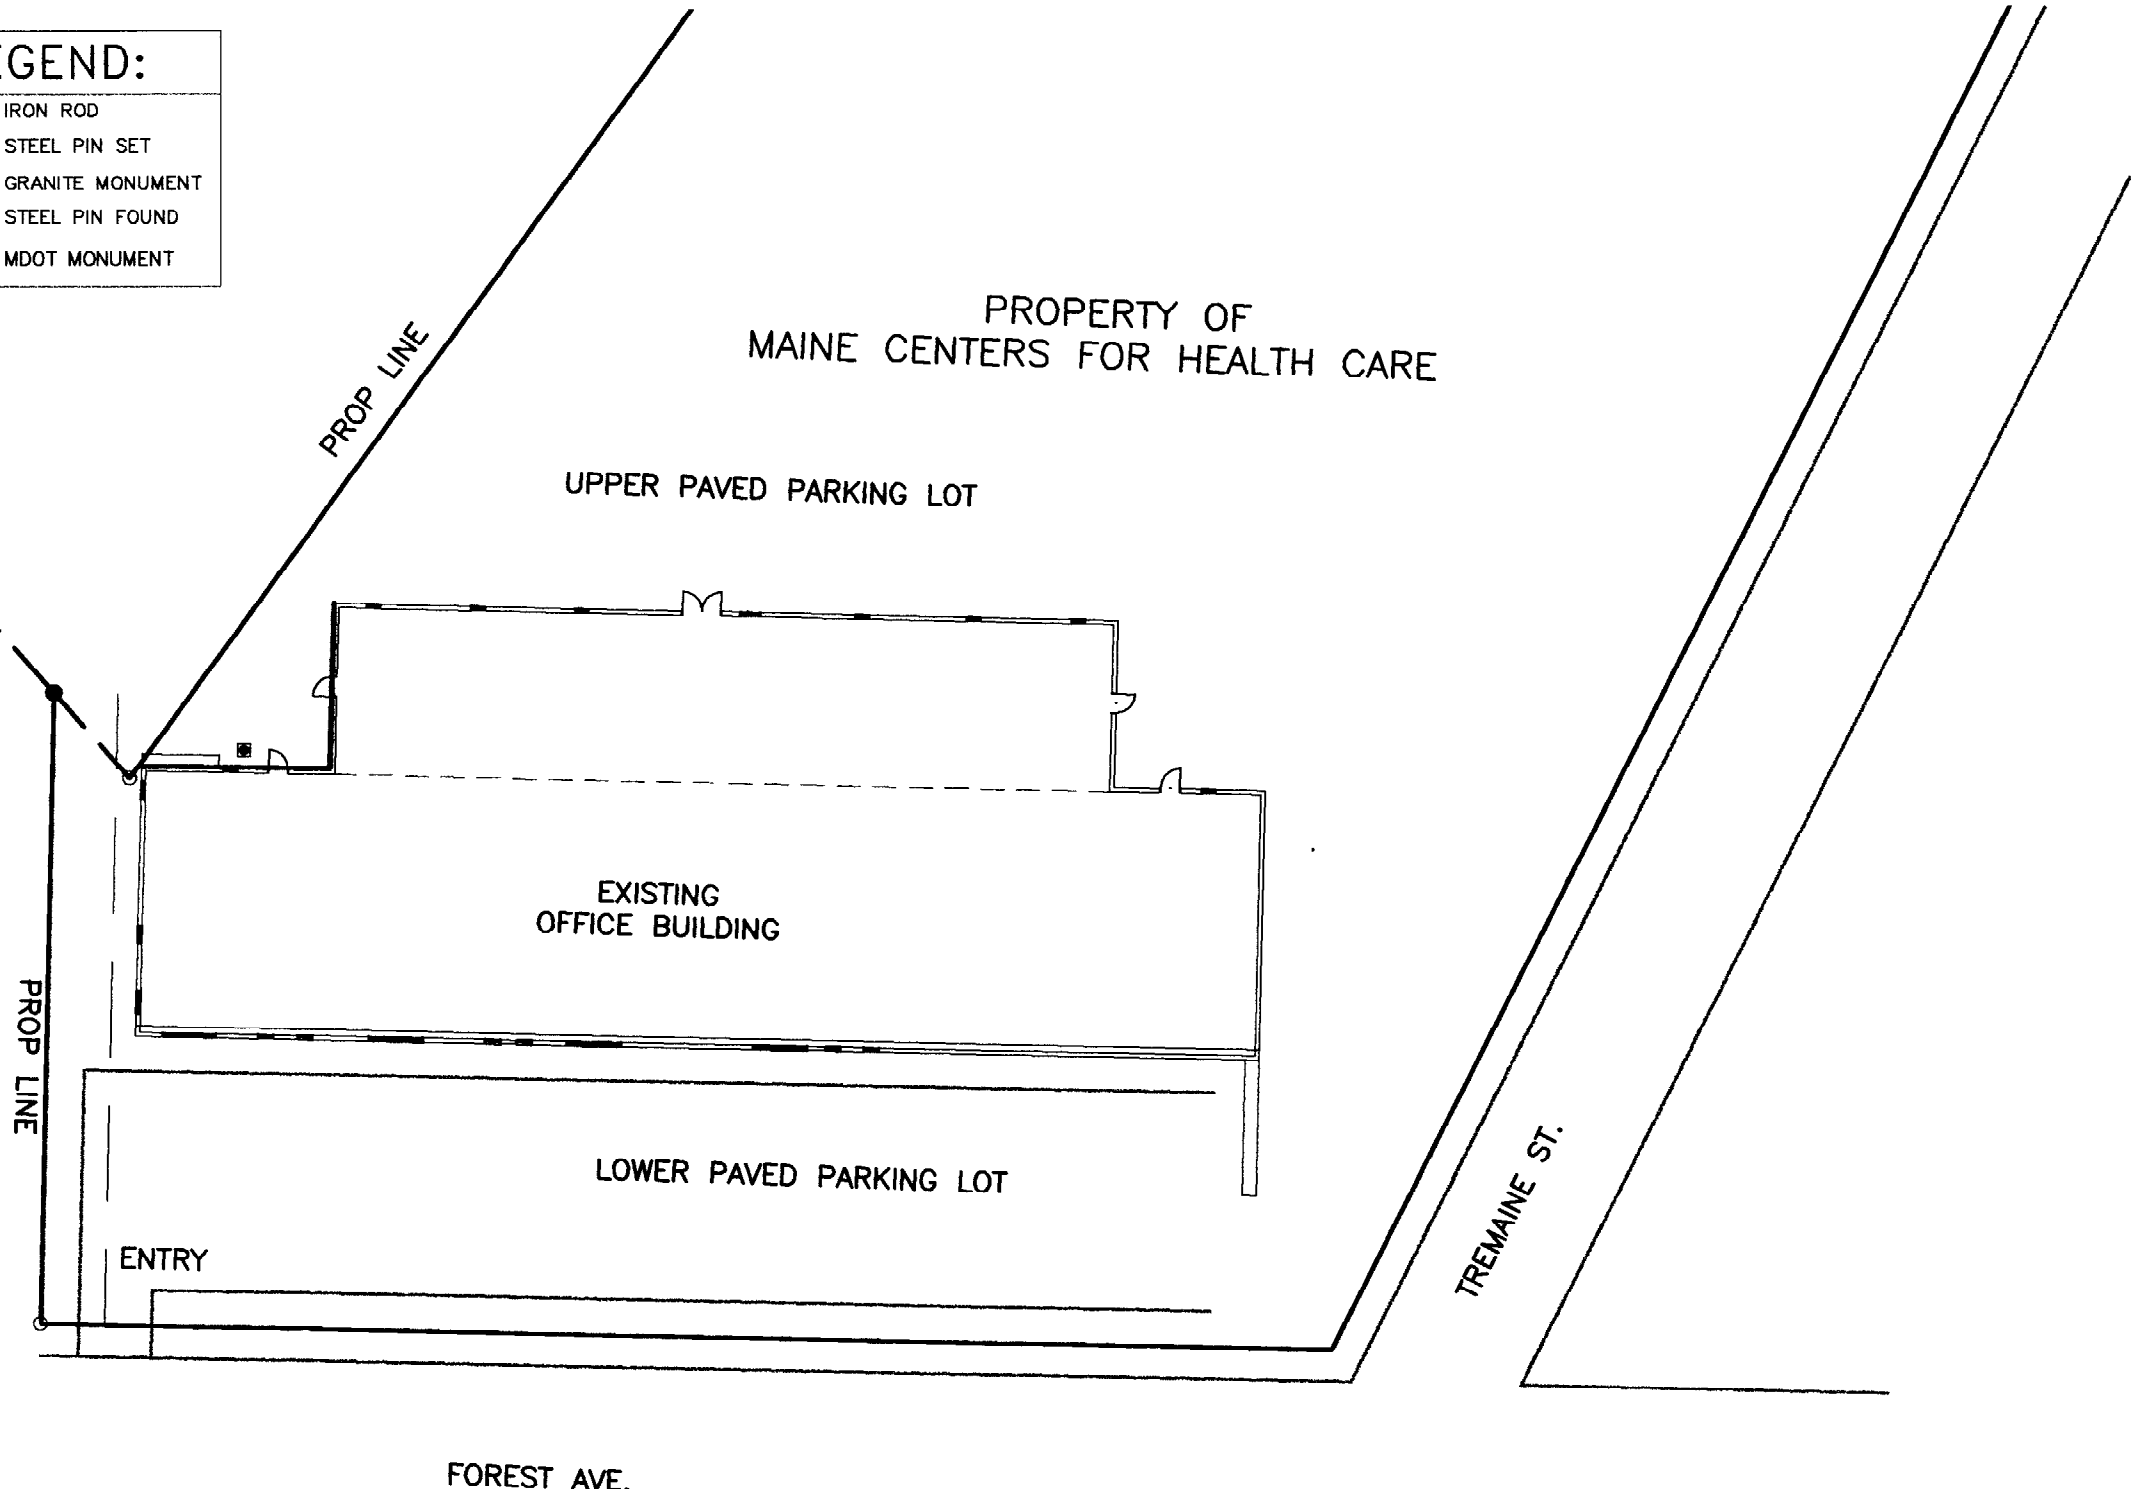 EGEND:
IRON ROD
STEEL PIN SET
GRANITE MONUMENT
STEEL PIN FOUND
MDOT MONUMENT
PROPERTY OF
MAINE CENTERS FOR HEALTH CARE
PROP LINE
UPPER PAVED PARKING LOT
EXISTING
OFFICE BUILDING
PROP LINE
LOWER PAVED PARKING LOT
TREMAINE ST.
ENTRY
FOREST AVE.